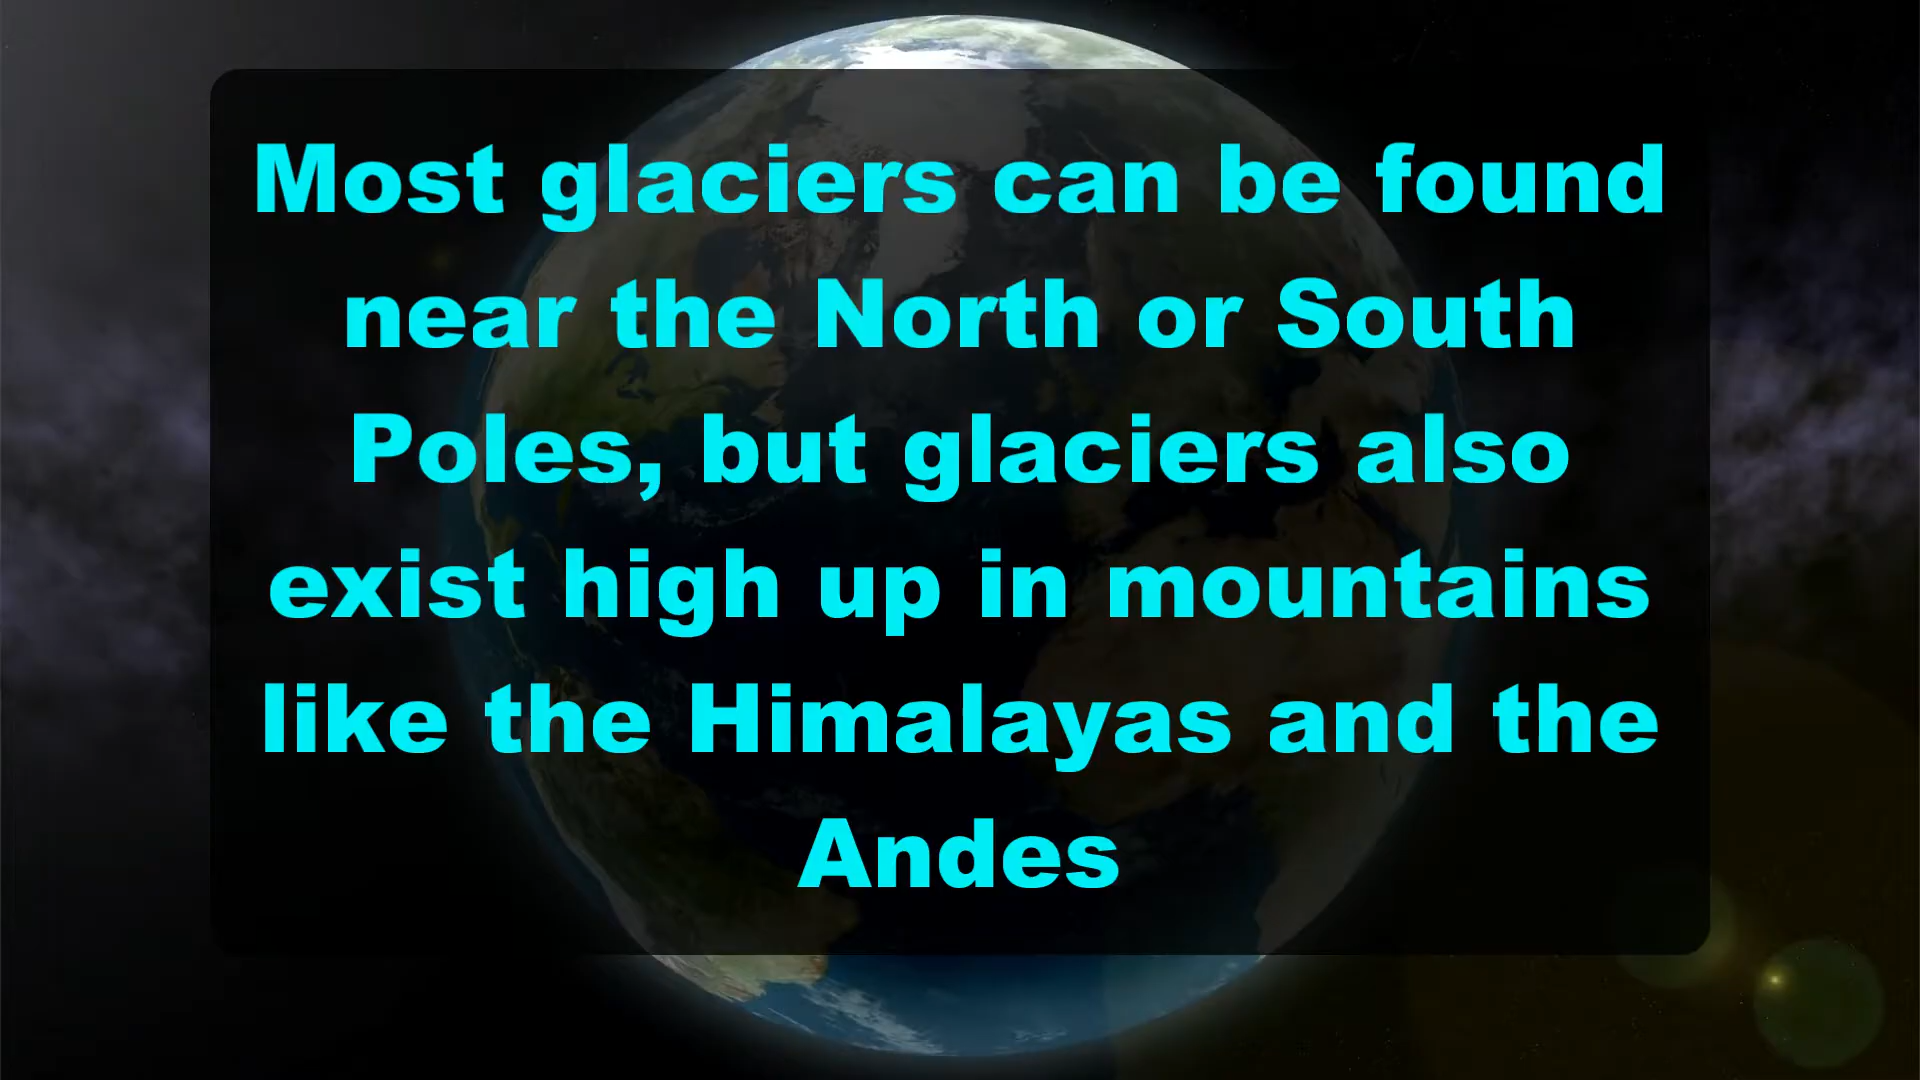 Most glaciers can be found
near the North or South
Poles, but glaciers also
exist high up in mountains
like the Himalayas and the
Andes